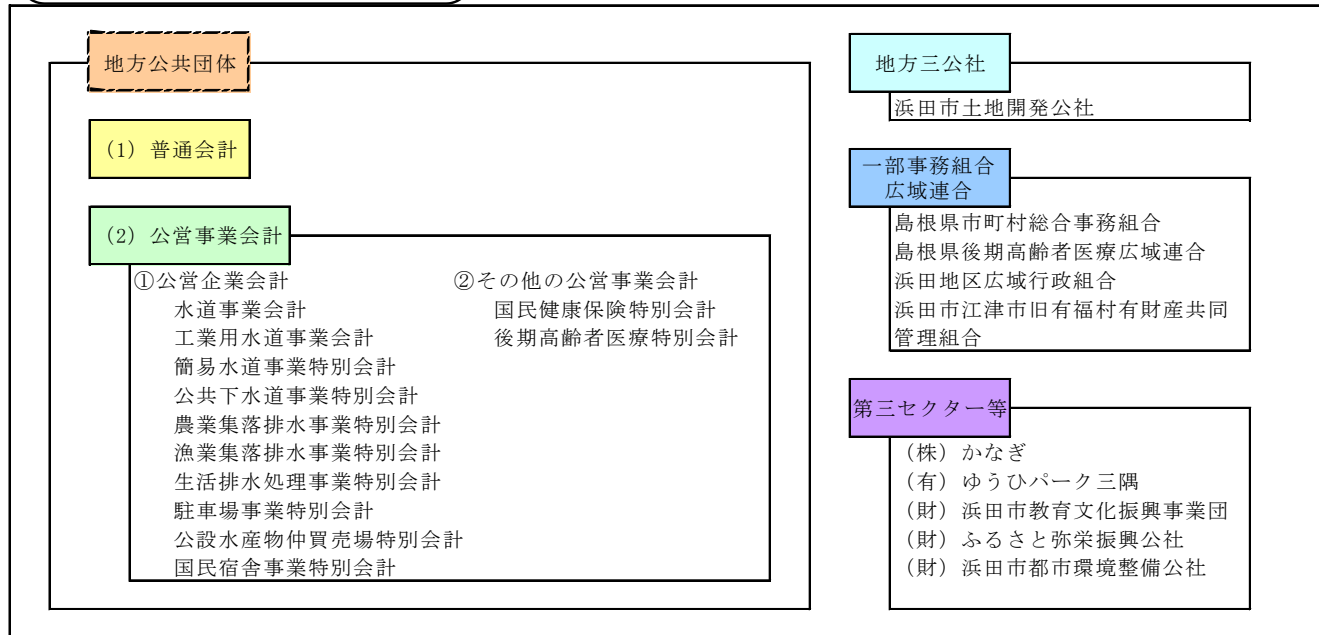 地方公共団体
(1) 普通会計
(2) 公営事業会計
①公営企業会計
水道事業会計
工業用水道事業会計
簡易水道事業特別会計
公共下水道事業特別会計
農業集落排水事業特別会計
漁業集落排水事業特別会計
生活排水処理事業特別会計
駐車場事業特別会計
公設水産物仲買売場特別会計
国民宿舎事業特別会計
②その他の公営事業会計
国民健康保険特別会計
後期高齢者医療特別会計
地方三公社
浜田市土地開発公社
一部事務組合
広域連合
島根県市町村総合事務組合
島根県後期高齢者医療広域連合
浜田地区広域行政組合
浜田市江津市旧有福村有財産共同
管理組合
第三セクター等
（株）かなぎ
（有）ゆうひパーク三隅
（財）浜田市教育文化振興事業団
（財）ふるさと弥栄振興公社
（財）浜田市都市環境整備公社